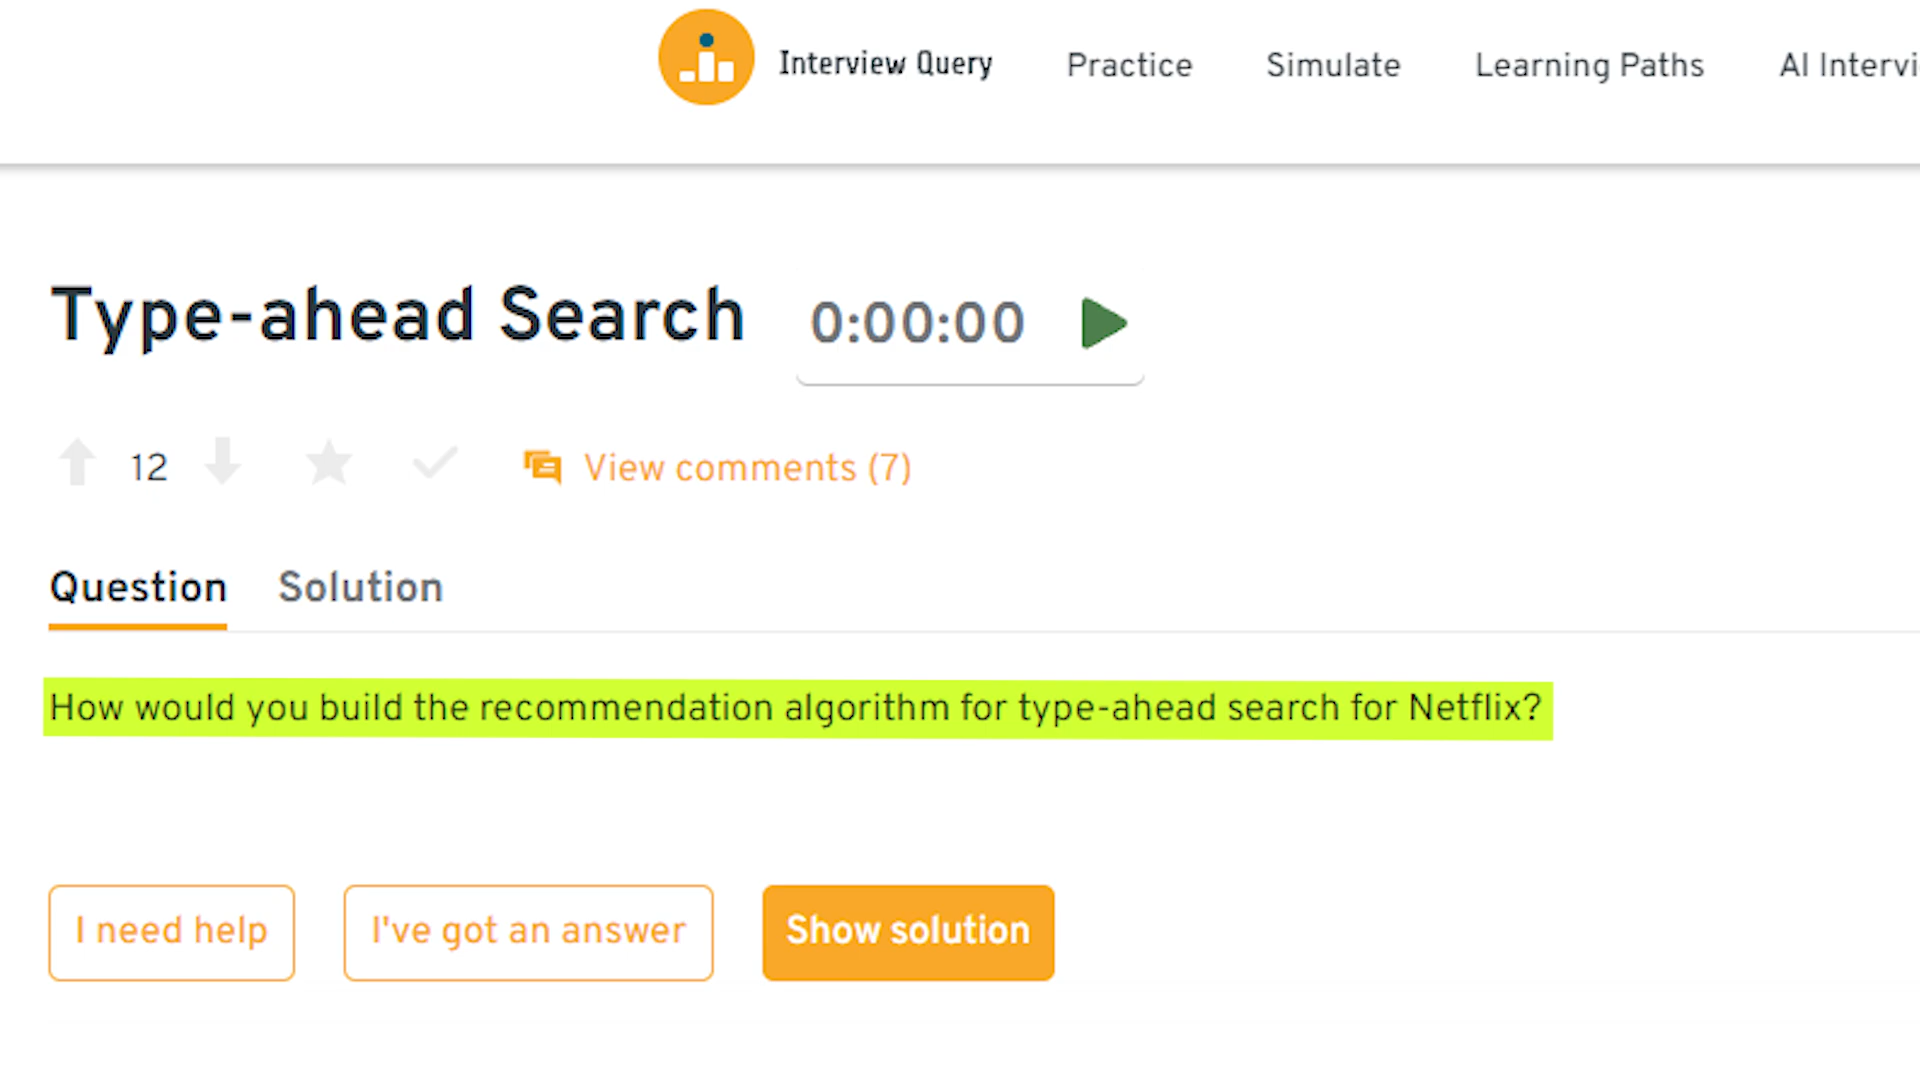 Interview Query Practice Simulate Learning Paths AI Intervi
Type-ahead Search 0:00:00
12 View comments (7)
Question Solution
How would you build the recommendation algorithm for type-ahead search for Netflix?
I need help I've got an answer Show solution